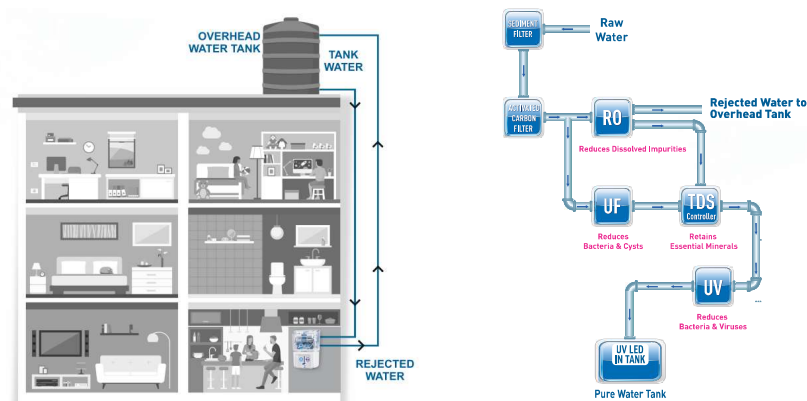 OVERHEAD
WATER TANK
TANK
WATER
REJECTED
WATER
SEDIMENT
FILTER
Raw
Water
ACTIVATED
CARBON
FILTER
RO
Rejected Water to
Overhead Tank
Reduces Dissolved Impurities
UF
TDS
Controller
Reduces
Bacteria & Cysts
Retains
Essential Minerals
UV
Reduces
Bacteria & Viruses
...
UV LED
IN TANK
Pure Water Tank